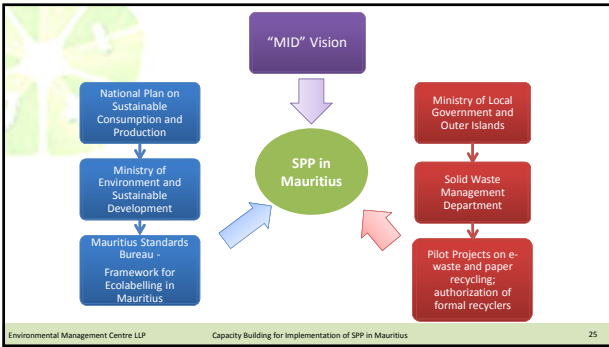 “MID” Vision
National Plan on
Sustainable
Consumption and
Production
Ministry of
Environment and
Sustainable
Development
Mauritius Standards
Bureau -
Framework for
Ecolabelling in
Mauritius
SPP in
Mauritius
Ministry of Local
Government and
Outer Islands
Solid Waste
Management
Department
Pilot Projects on e-
waste and paper
recycling;
authorization of
formal recyclers
Environmental Management Centre LLP
Capacity Building for Implementation of SPP in Mauritius
25